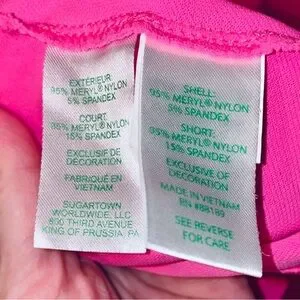 EXTÉRIEUR
95% MERYL® NYLON
5% SPANDEX
COURT
85% MERYL® NYLON
15% SPANDEX
EXCLUSIF DE
DÉCORATION
FABRIQUÉ EN
VIETNAM
SUGARTOWN
WORLDWIDE, LLC
800 THIRD AVENUE
KING OF PRUSSIA, PA
SHELL:
95% MERYL® NYLON
5% SPANDEX
SHORT:
85% MERYL® NYLON
15% SPANDEX
EXCLUSIVE OF
DECORATION
MADE IN VIETNAM
RN #88189
SEE REVERSE
FOR CARE